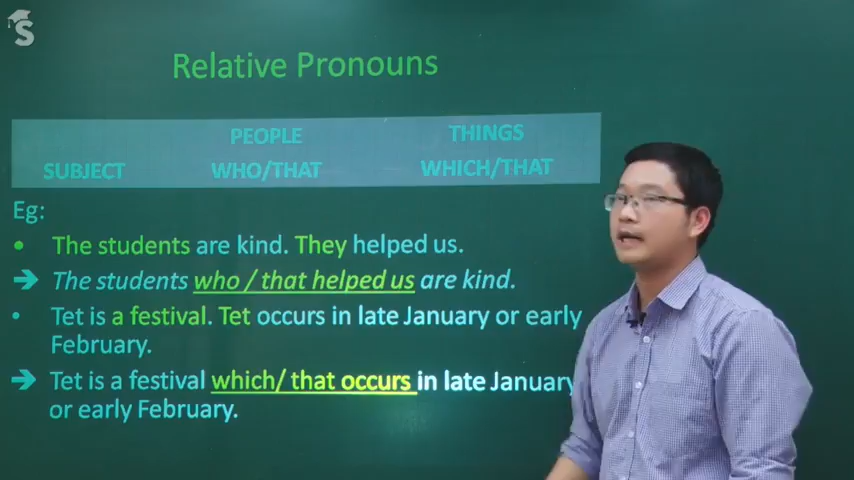 S
Relative Pronouns
PEOPLE THINGS
SUBJECT WHO/THAT WHICH/THAT
Eg:
• The students are kind. They helped us.
➔ The students who / that helped us are kind.
• Tet is a festival. Tet occurs in late January or early
February.
➔ Tet is a festival which/ that occurs in late January
or early February.